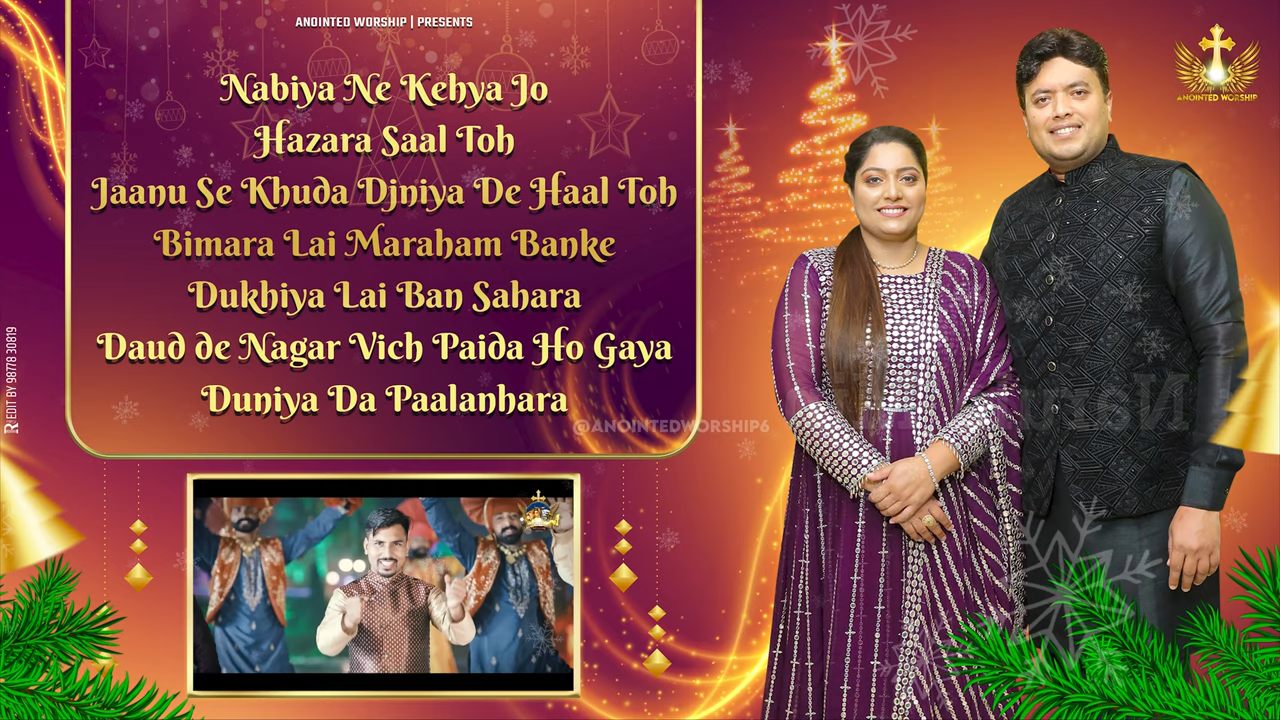 ANOINTED WORSHIP | PRESENTS
Nabiya Ne Kehya Jo
Hazara Saal Toh
Jaanu Se Khuda Djniya De Haal Toh
Bimara Lai Maraham Banke
Dukhiya Lai Ban Sahara
Daud de Nagar Vich Paida Ho Gaya
Duniya Da Paalanhara
@ANOINTEDWORSHIP6
ANOINTED WORSHIP
EDIT BY 98778 30819